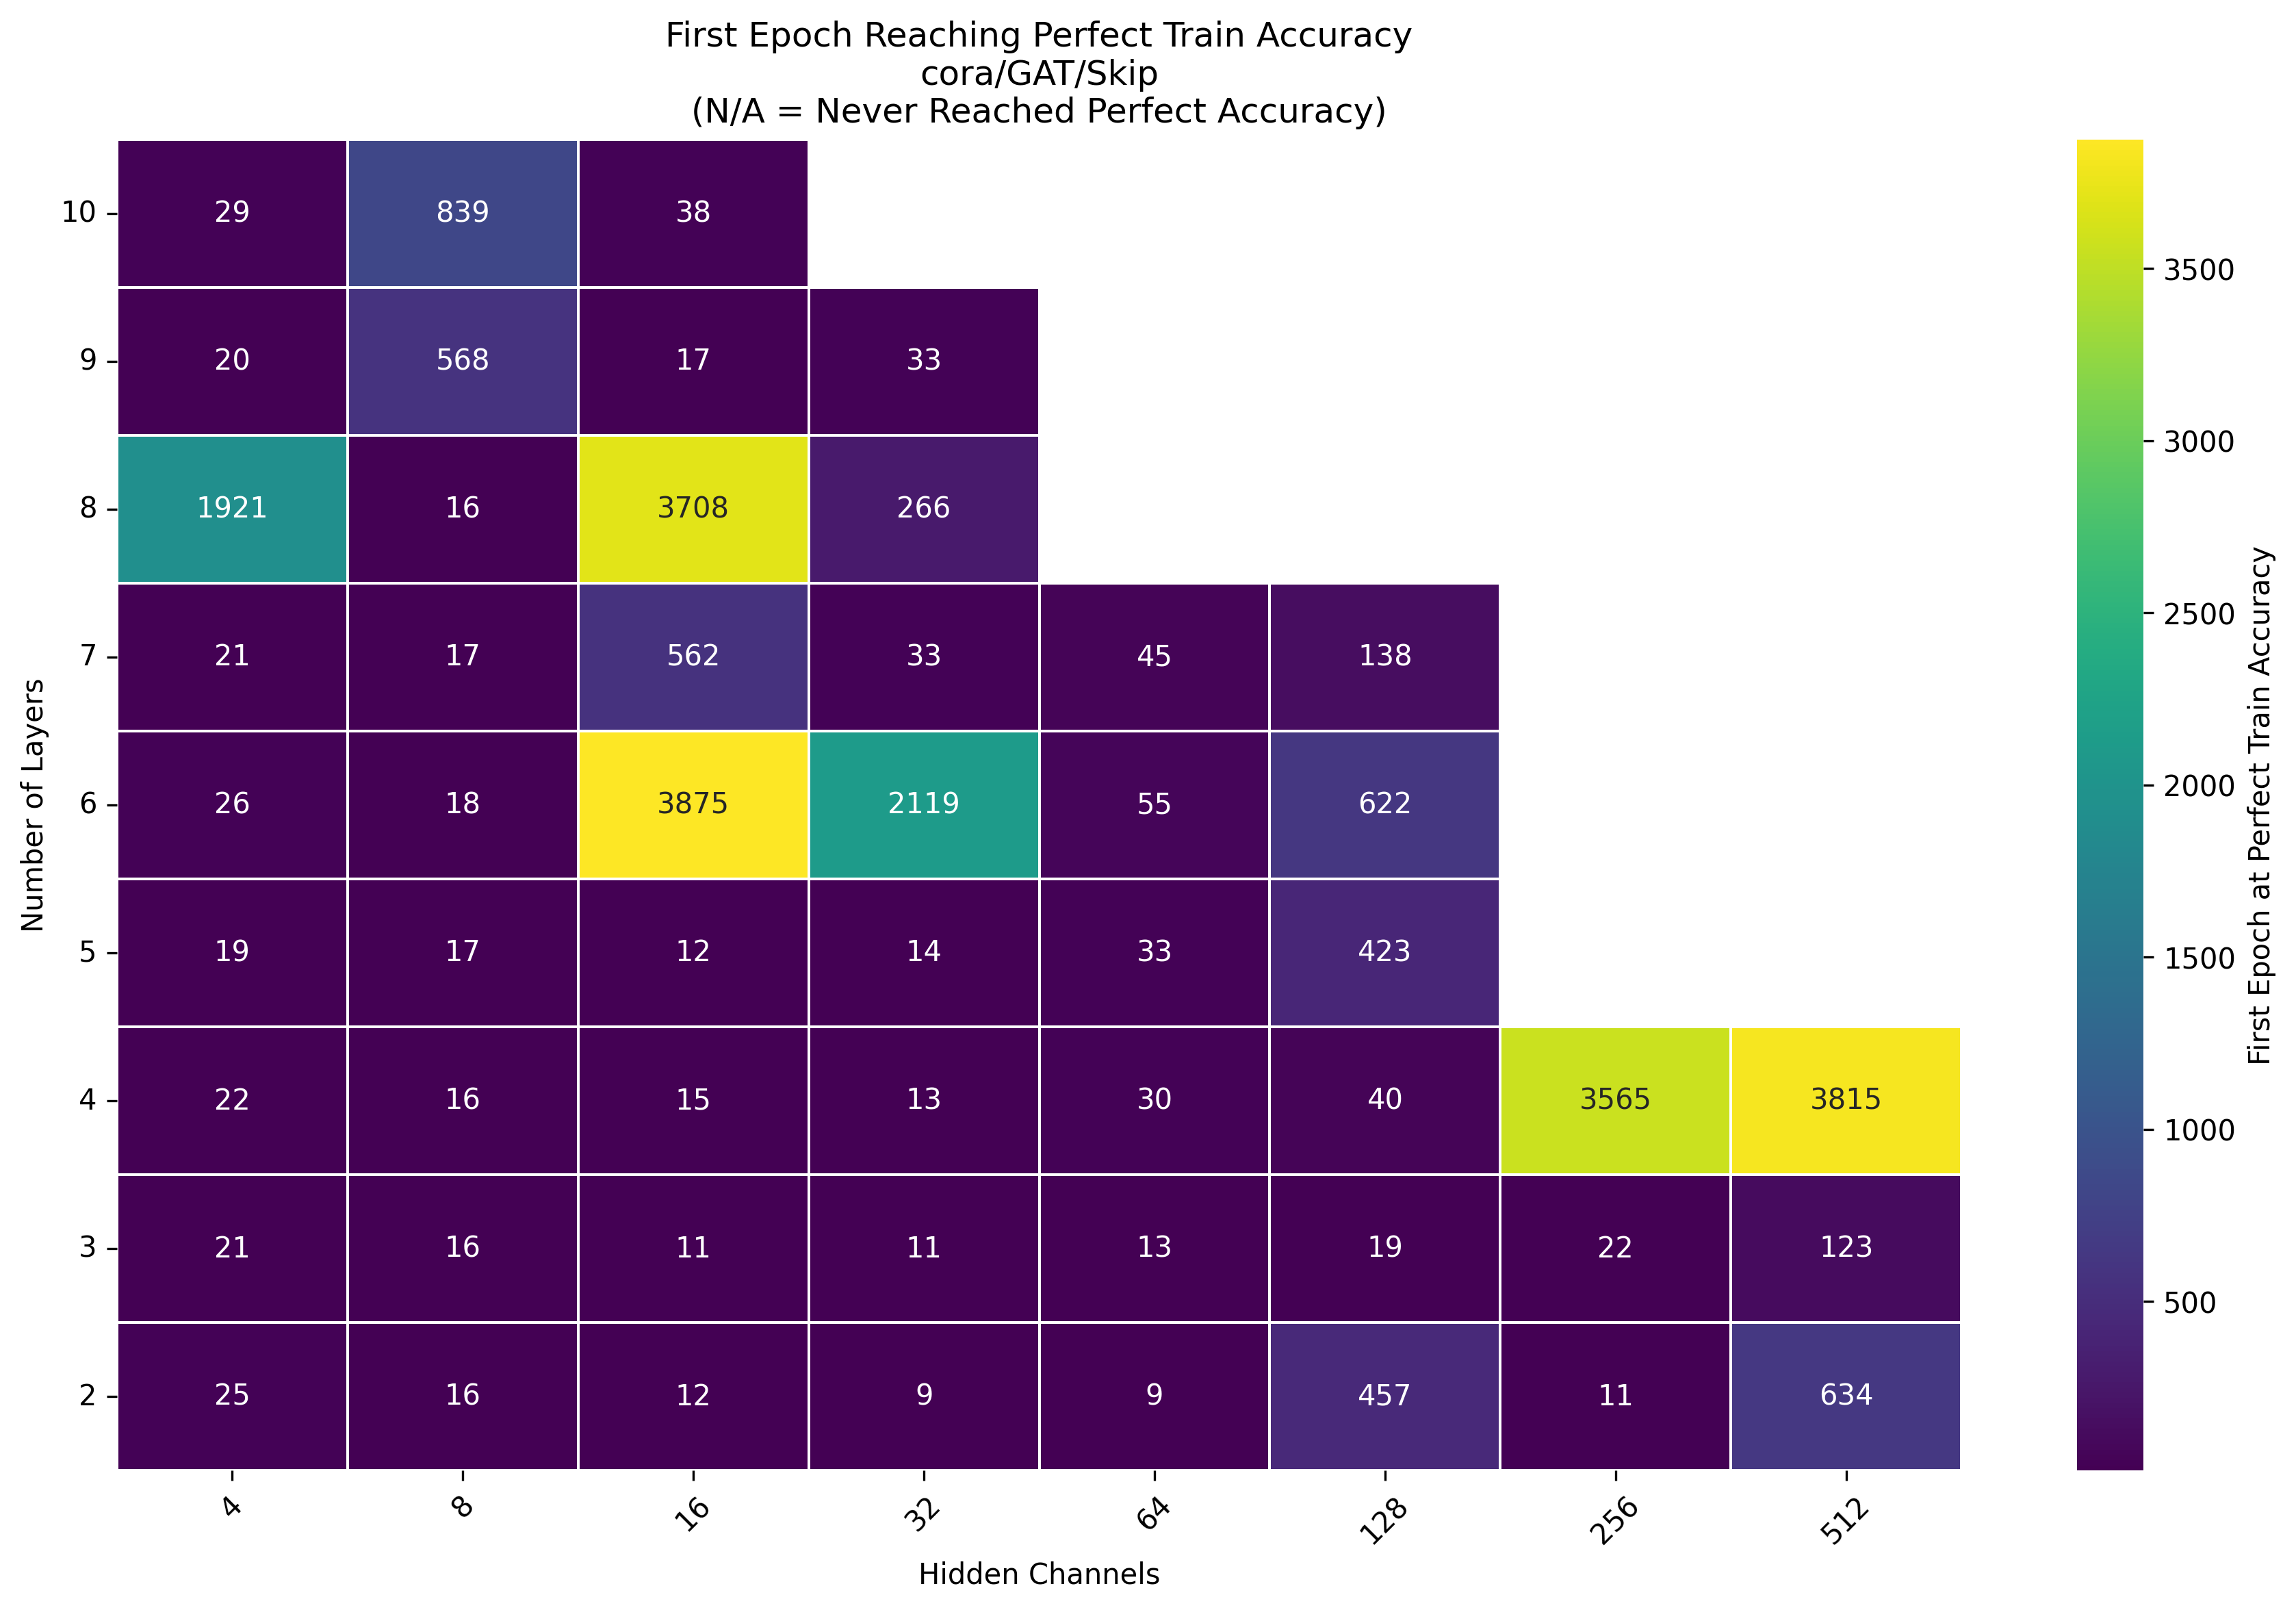 First Epoch Reaching Perfect Train Accuracy
cora/GAT/Skip
(N/A = Never Reached Perfect Accuracy)
10 29 839 38
9 20 568 17 33
8 1921 16 3708 266
7 21 17 562 33 45 138
6 26 18 3875 2119 55 622
5 19 17 12 14 33 423
4 22 16 15 13 30 40 3565 3815
3 21 16 11 11 13 19 22 123
2 25 16 12 9 9 457 11 634
4 8 16 32 64 128 256 512
Hidden Channels
Number of Layers
3500
3000
2500
2000
1500
1000
500
First Epoch at Perfect Train Accuracy